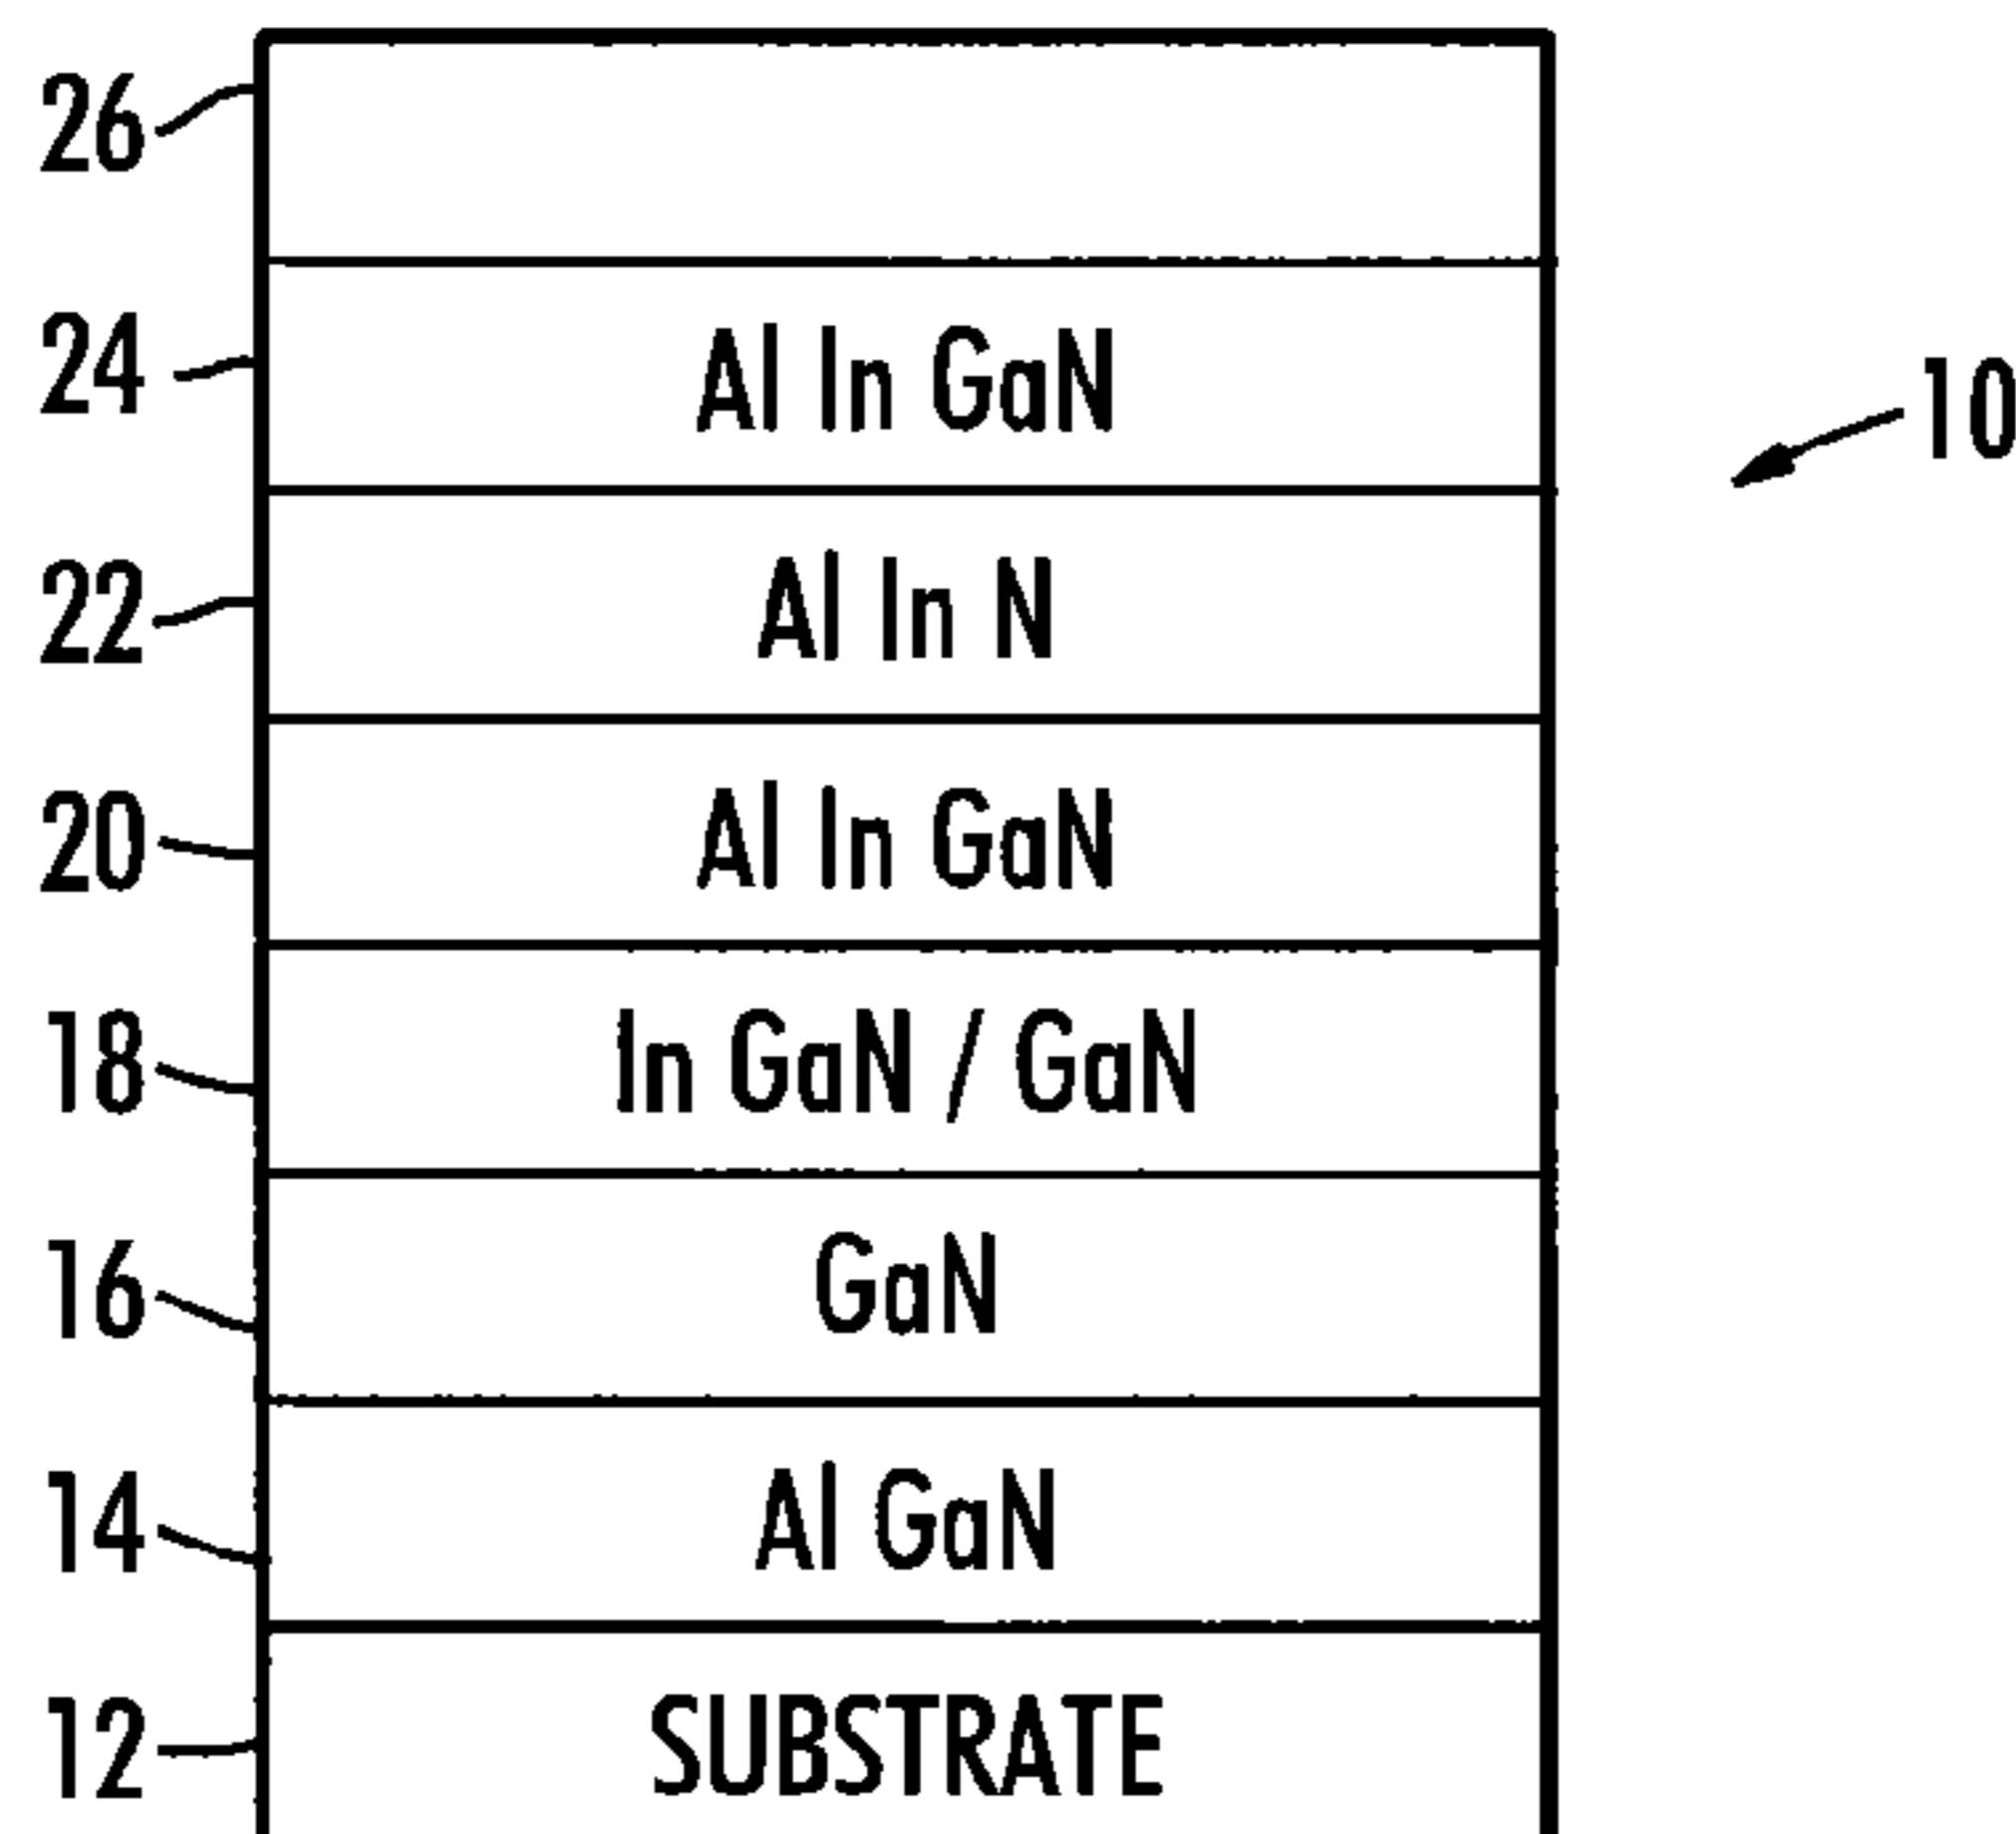 26
24 Al In GaN
10
22 Al In N
20 Al In GaN
18 In GaN / GaN
16 GaN
14 Al GaN
12 SUBSTRATE